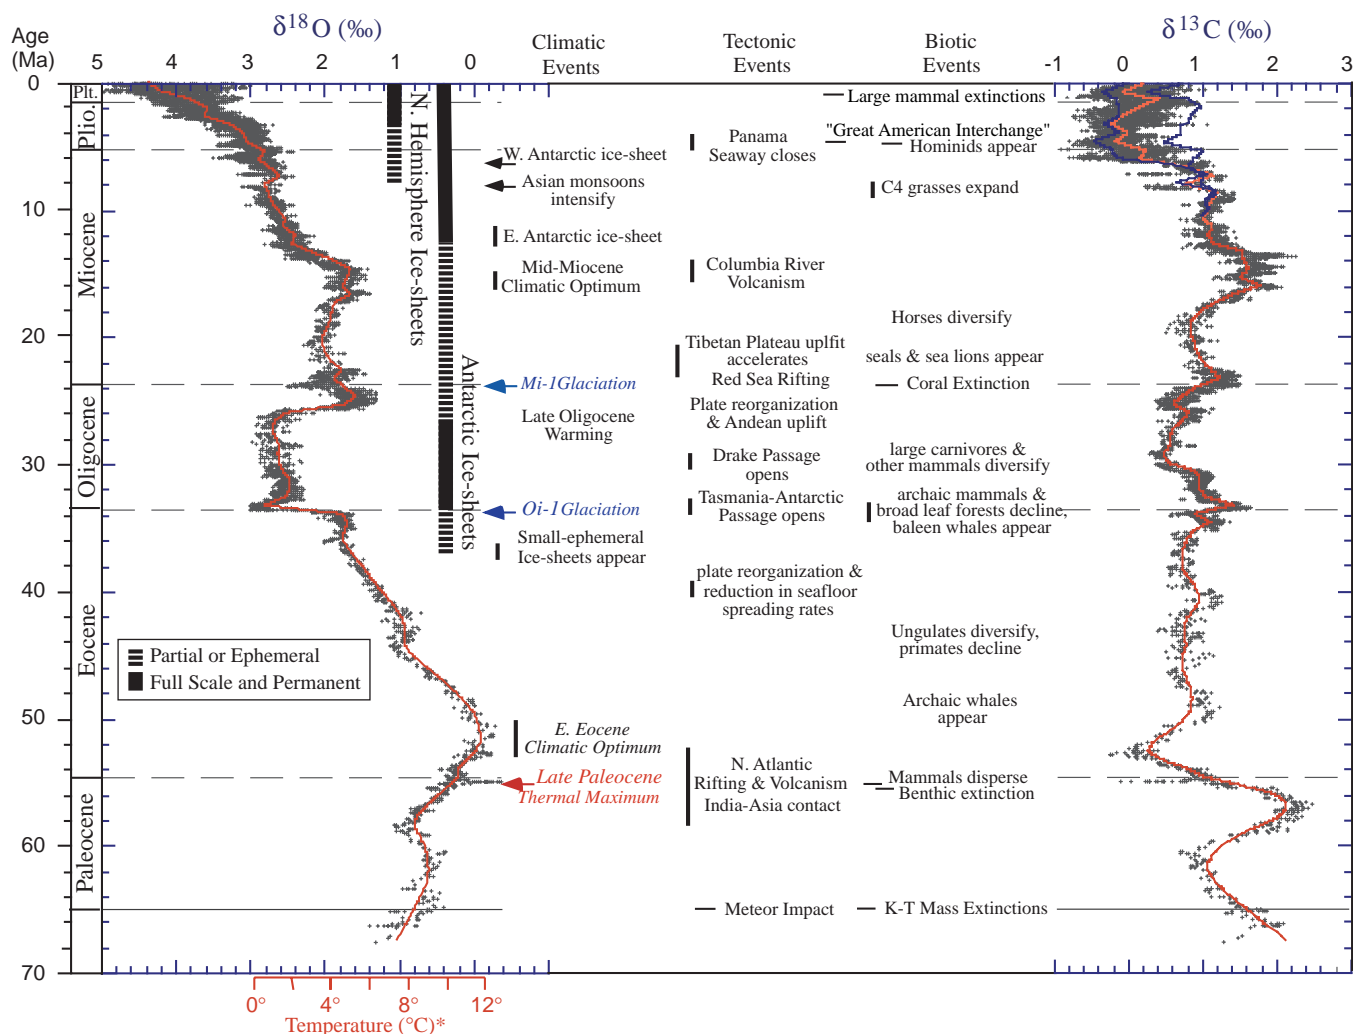 δ18O (‰)
δ13C (‰)
Age
(Ma)
5
4
3
2
1
0
Climatic
Events
Tectonic
Events
Biotic
Events
-1
0
1
2
3
0
10
20
30
40
50
60
70
Plt.
Plio.
Miocene
Oligocene
Eocene
Paleocene
N. Hemisphere Ice-sheets
Antarctic Ice-sheets
W. Antarctic ice-sheet
Asian monsoons
intensify
E. Antarctic ice-sheet
Mid-Miocene
Climatic Optimum
Mi-1Glaciation
Late Oligocene
Warming
Oi-1Glaciation
Small-ephemeral
Ice-sheets appear
E. Eocene
Climatic Optimum
Late Paleocene
Thermal Maximum
Panama
Seaway closes
Columbia River
Volcanism
Tibetan Plateau uplfit
accelerates
Red Sea Rifting
Plate reorganization
& Andean uplift
Drake Passage
opens
Tasmania-Antarctic
Passage opens
plate reorganization &
reduction in seafloor
spreading rates
N. Atlantic
Rifting & Volcanism
India-Asia contact
Meteor Impact
Large mammal extinctions
"Great American Interchange"
Hominids appear
C4 grasses expand
Horses diversify
seals & sea lions appear
Coral Extinction
large carnivores &
other mammals diversify
archaic mammals &
broad leaf forests decline,
baleen whales appear
Ungulates diversify,
primates decline
Archaic whales
appear
Mammals disperse
Benthic extinction
K-T Mass Extinctions
Partial or Ephemeral
Full Scale and Permanent
0°
4°
8°
12°
Temperature (°C)*